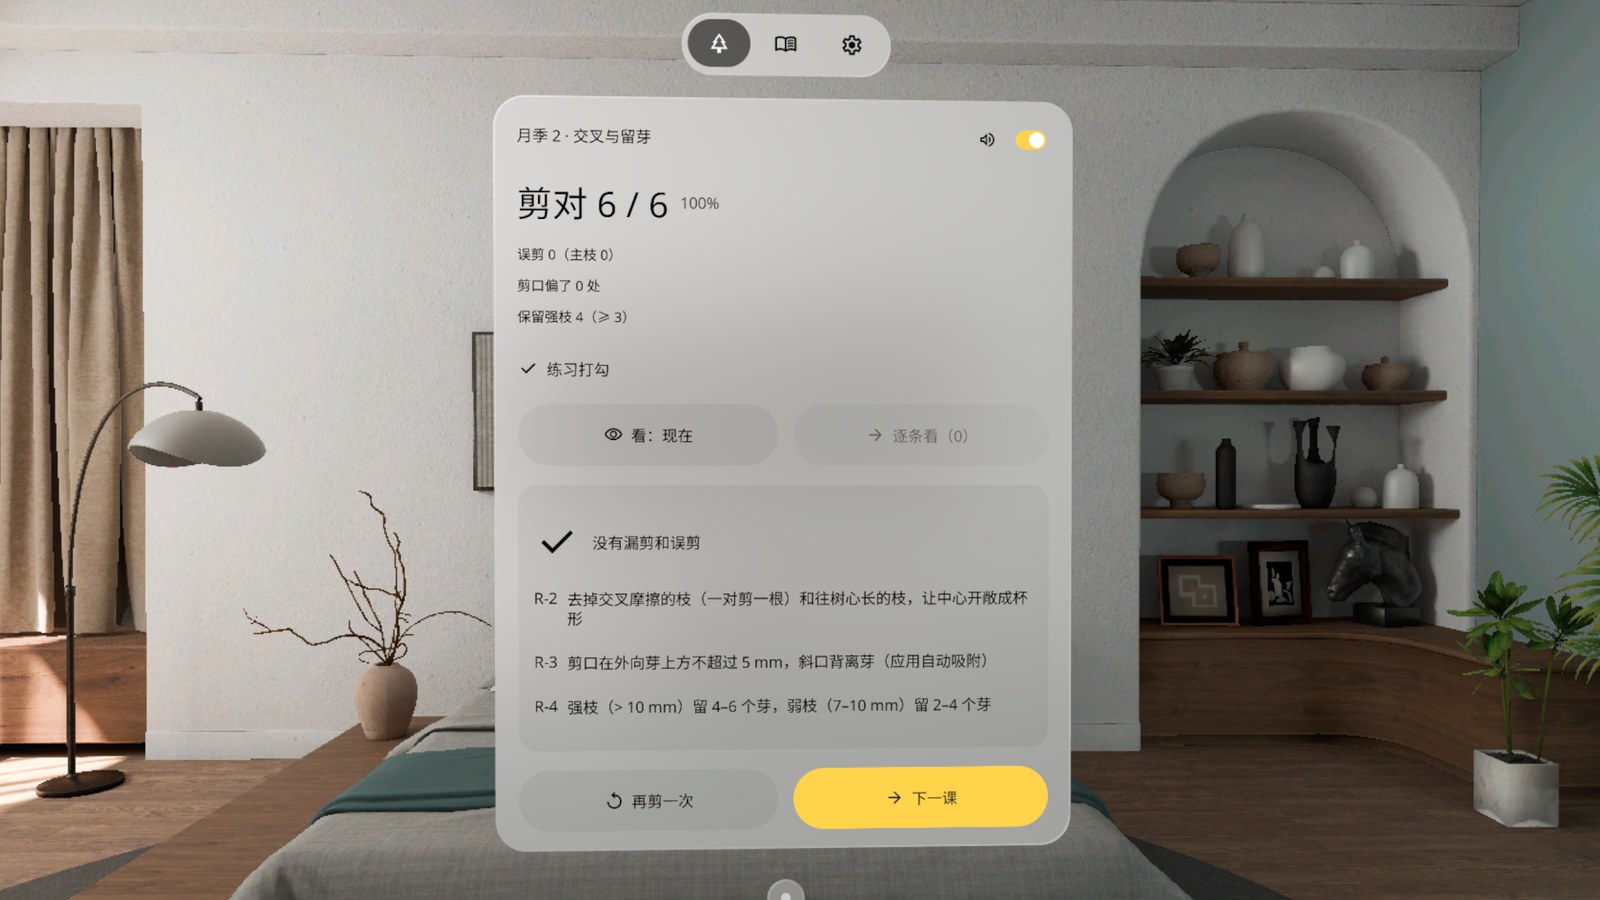 月季 2 · 交叉与留芽
剪对 6 / 6 100%
误剪 0（主枝 0）
剪口偏了 0 处
保留强枝 4（≥ 3）
练习打勾
看：现在
逐条看（0）
没有漏剪和误剪
R-2 去掉交叉摩擦的枝（一对剪一根）和往树心长的枝，让中心开敞成杯
形
R-3 剪口在外向芽上方不超过 5 mm，斜口背离芽（应用自动吸附）
R-4 强枝（> 10 mm）留 4–6 个芽，弱枝（7–10 mm）留 2–4 个芽
再剪一次
下一课